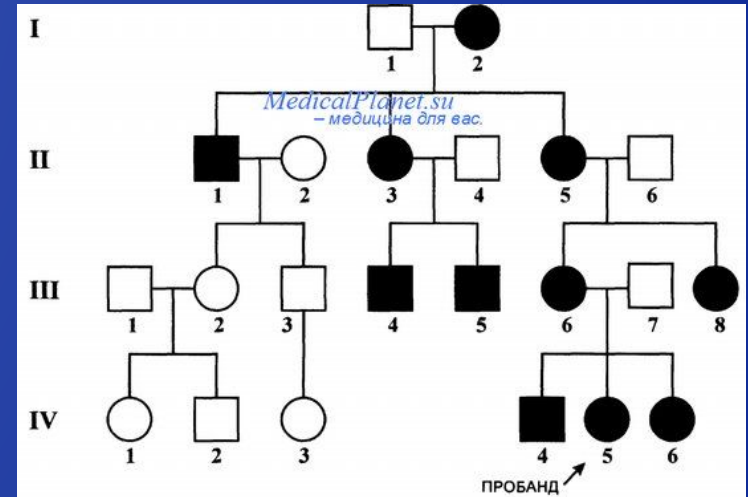 I
1 2
MedicalPlanet.su
– медицина для вас.
II
1 2 3 4 5 6
III
1 2 3 4 5 6 7 8
IV
1 2 3 4 5 6
ПРОБАНД